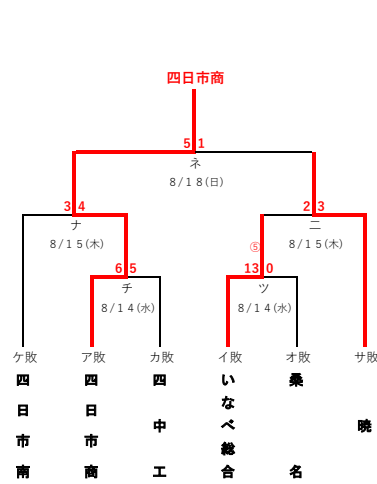 四日市商
5 1
ネ
8/18(日)
3 4
2 3
ナ
ニ
8/15(木)
⑤
8/15(木)
6 5
13 0
チ
ツ
8/14(水)
8/14(水)
ケ敗 ア敗 カ敗 イ敗 オ敗 サ敗
四日市南
四日市商
四中工
いなべ総合
桑名
暁